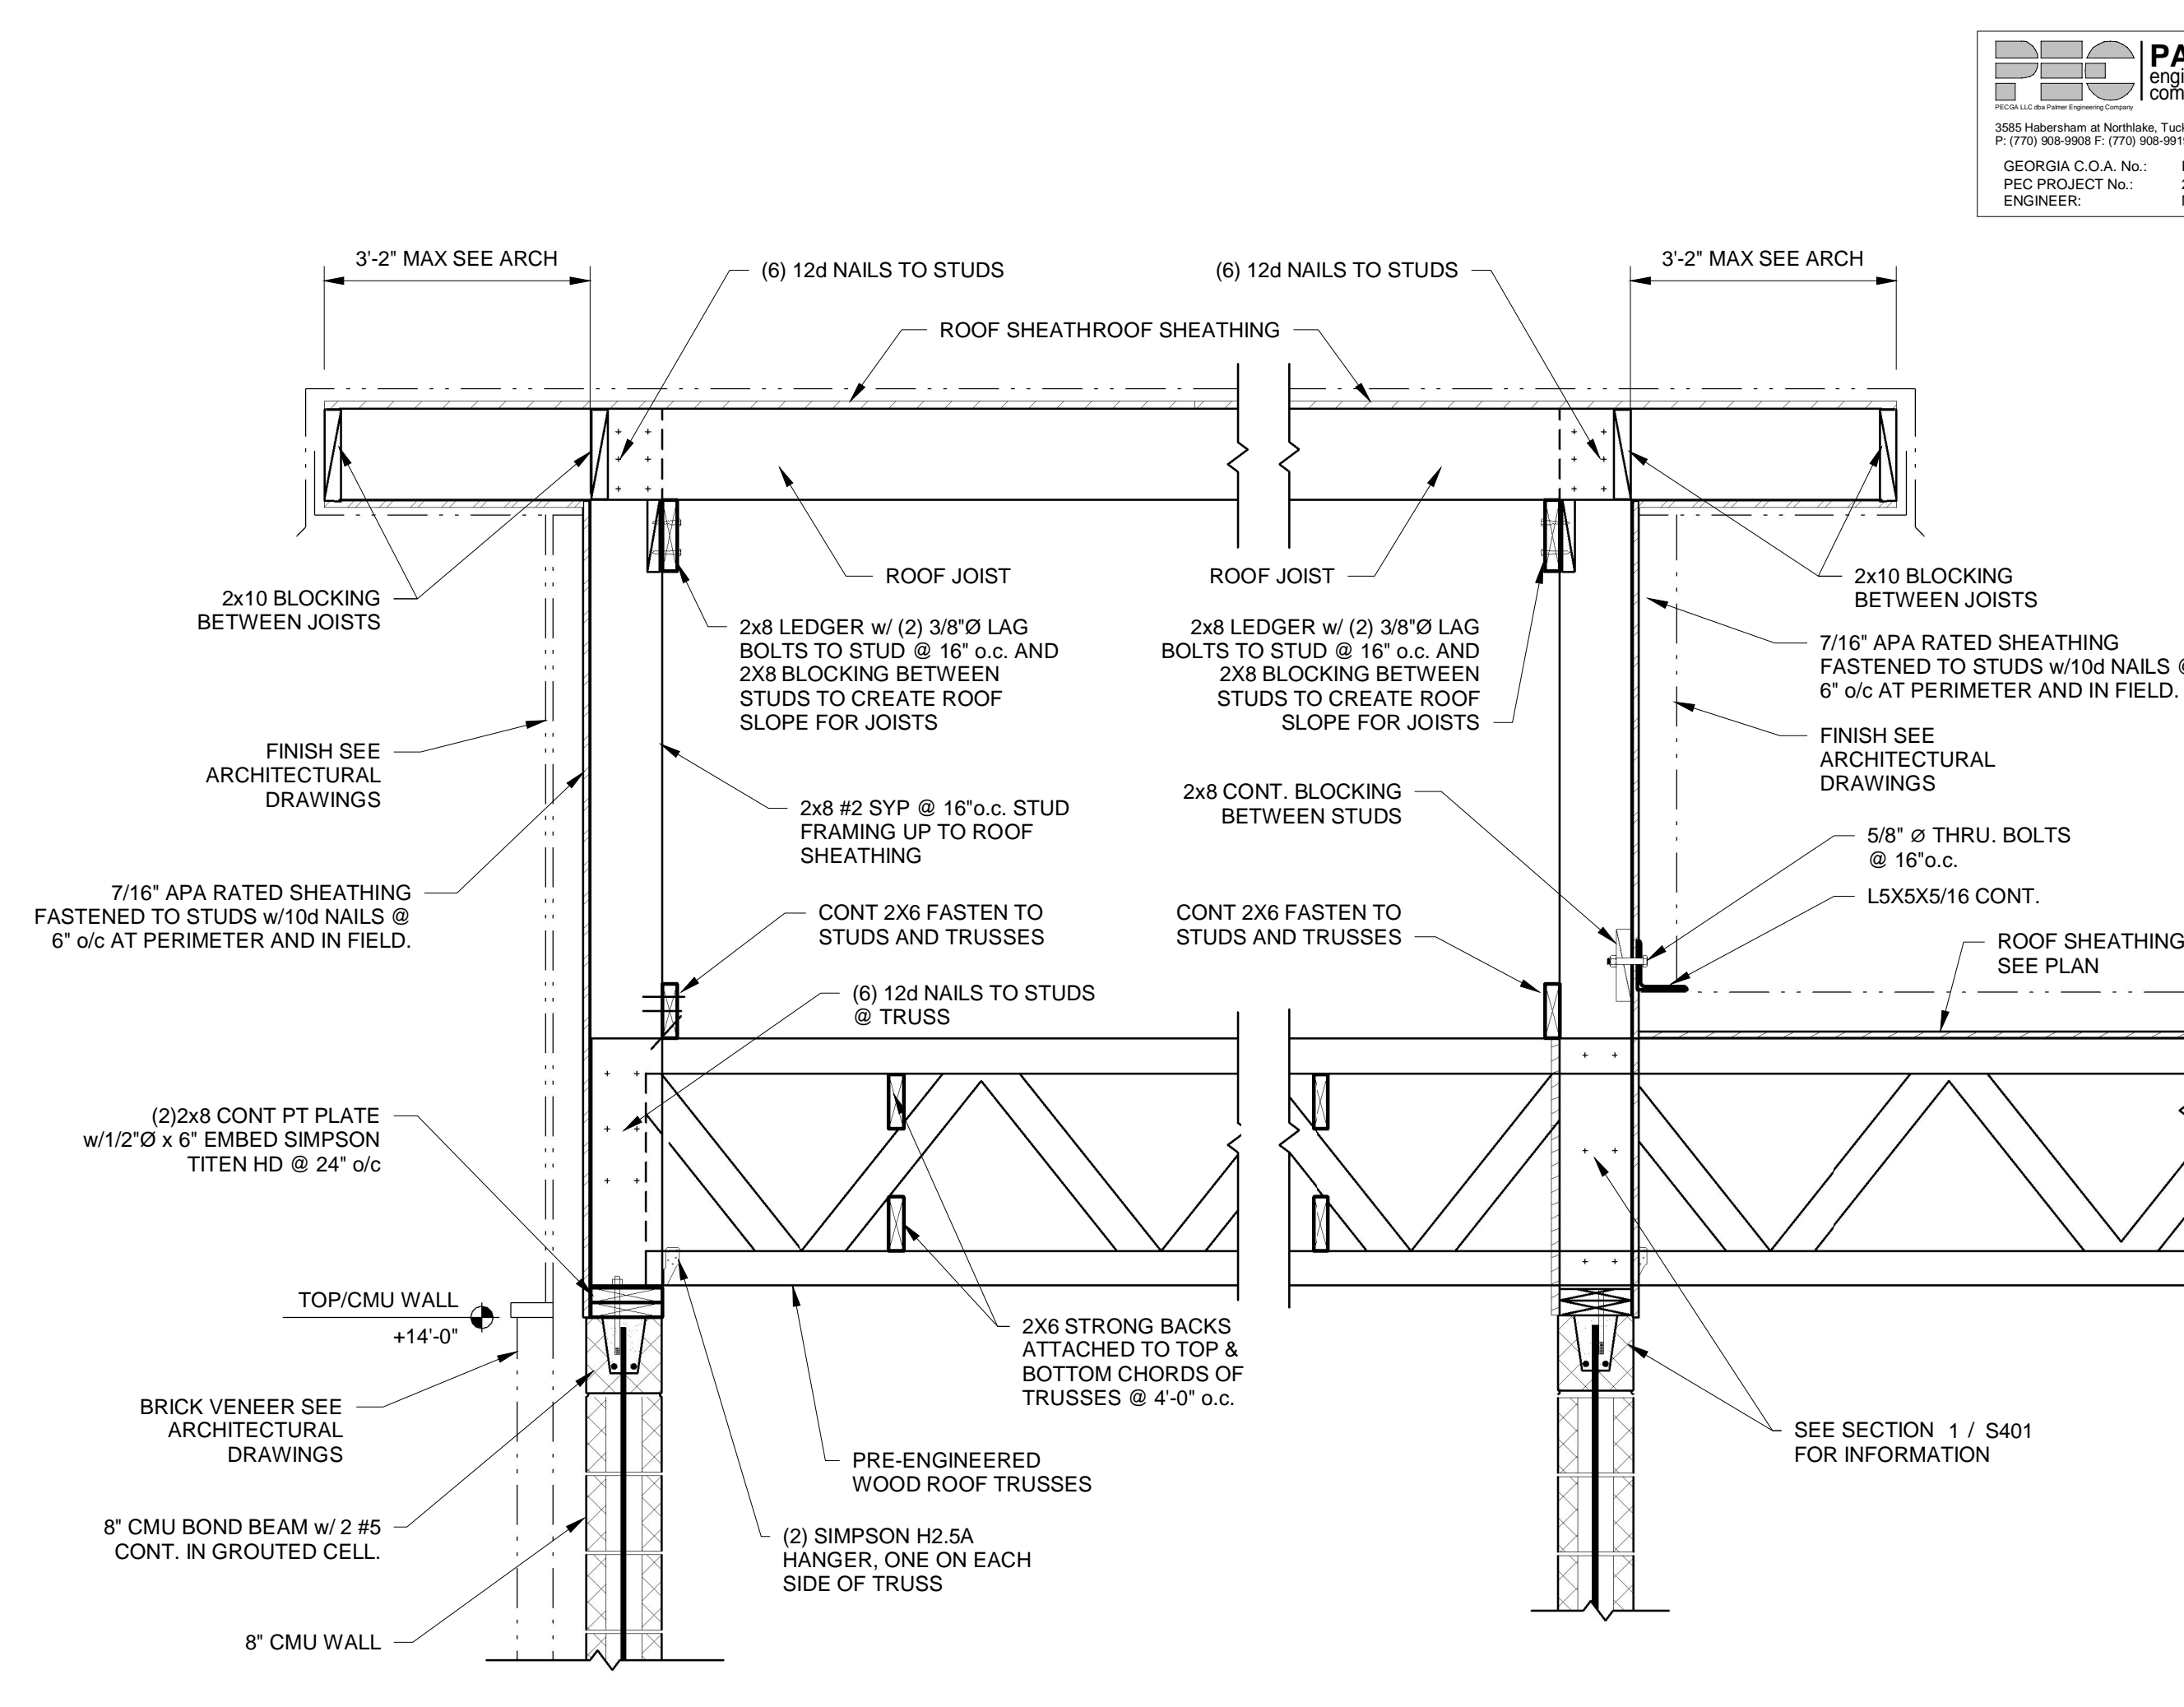 PEC
PA
engi
com
PECGA LLC dba Palmer Engineering Company
3585 Habersham at Northlake, Tuck
P: (770) 908-9908 F: (770) 908-991
GEORGIA C.O.A. No.:
PEC PROJECT No.:
ENGINEER:
3'-2" MAX SEE ARCH
(6) 12d NAILS TO STUDS
(6) 12d NAILS TO STUDS
3'-2" MAX SEE ARCH
ROOF SHEATHROOF SHEATHING
2x10 BLOCKING
BETWEEN JOISTS
ROOF JOIST
ROOF JOIST
2x10 BLOCKING
BETWEEN JOISTS
2x8 LEDGER w/ (2) 3/8"Ø LAG
BOLTS TO STUD @ 16" o.c. AND
2X8 BLOCKING BETWEEN
STUDS TO CREATE ROOF
SLOPE FOR JOISTS
2x8 LEDGER w/ (2) 3/8"Ø LAG
BOLTS TO STUD @ 16" o.c. AND
2X8 BLOCKING BETWEEN
STUDS TO CREATE ROOF
SLOPE FOR JOISTS
7/16" APA RATED SHEATHING
FASTENED TO STUDS w/10d NAILS @
6" o/c AT PERIMETER AND IN FIELD.
FINISH SEE
ARCHITECTURAL
DRAWINGS
FINISH SEE
ARCHITECTURAL
DRAWINGS
2x8 #2 SYP @ 16"o.c. STUD
FRAMING UP TO ROOF
SHEATHING
2x8 CONT. BLOCKING
BETWEEN STUDS
5/8" Ø THRU. BOLTS
@ 16"o.c.
7/16" APA RATED SHEATHING
FASTENED TO STUDS w/10d NAILS @
6" o/c AT PERIMETER AND IN FIELD.
CONT 2X6 FASTEN TO
STUDS AND TRUSSES
CONT 2X6 FASTEN TO
STUDS AND TRUSSES
L5X5X5/16 CONT.
ROOF SHEATHING
SEE PLAN
(6) 12d NAILS TO STUDS
@ TRUSS
(2)2x8 CONT PT PLATE
w/1/2"Ø x 6" EMBED SIMPSON
TITEN HD @ 24" o/c
TOP/CMU WALL
+14'-0"
2X6 STRONG BACKS
ATTACHED TO TOP &
BOTTOM CHORDS OF
TRUSSES @ 4'-0" o.c.
BRICK VENEER SEE
ARCHITECTURAL
DRAWINGS
PRE-ENGINEERED
WOOD ROOF TRUSSES
SEE SECTION 1 / S401
FOR INFORMATION
8" CMU BOND BEAM w/ 2 #5
CONT. IN GROUTED CELL.
(2) SIMPSON H2.5A
HANGER, ONE ON EACH
SIDE OF TRUSS
8" CMU WALL